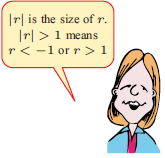 |r| is the size of r.
|r| > 1 means
r < −1 or r > 1